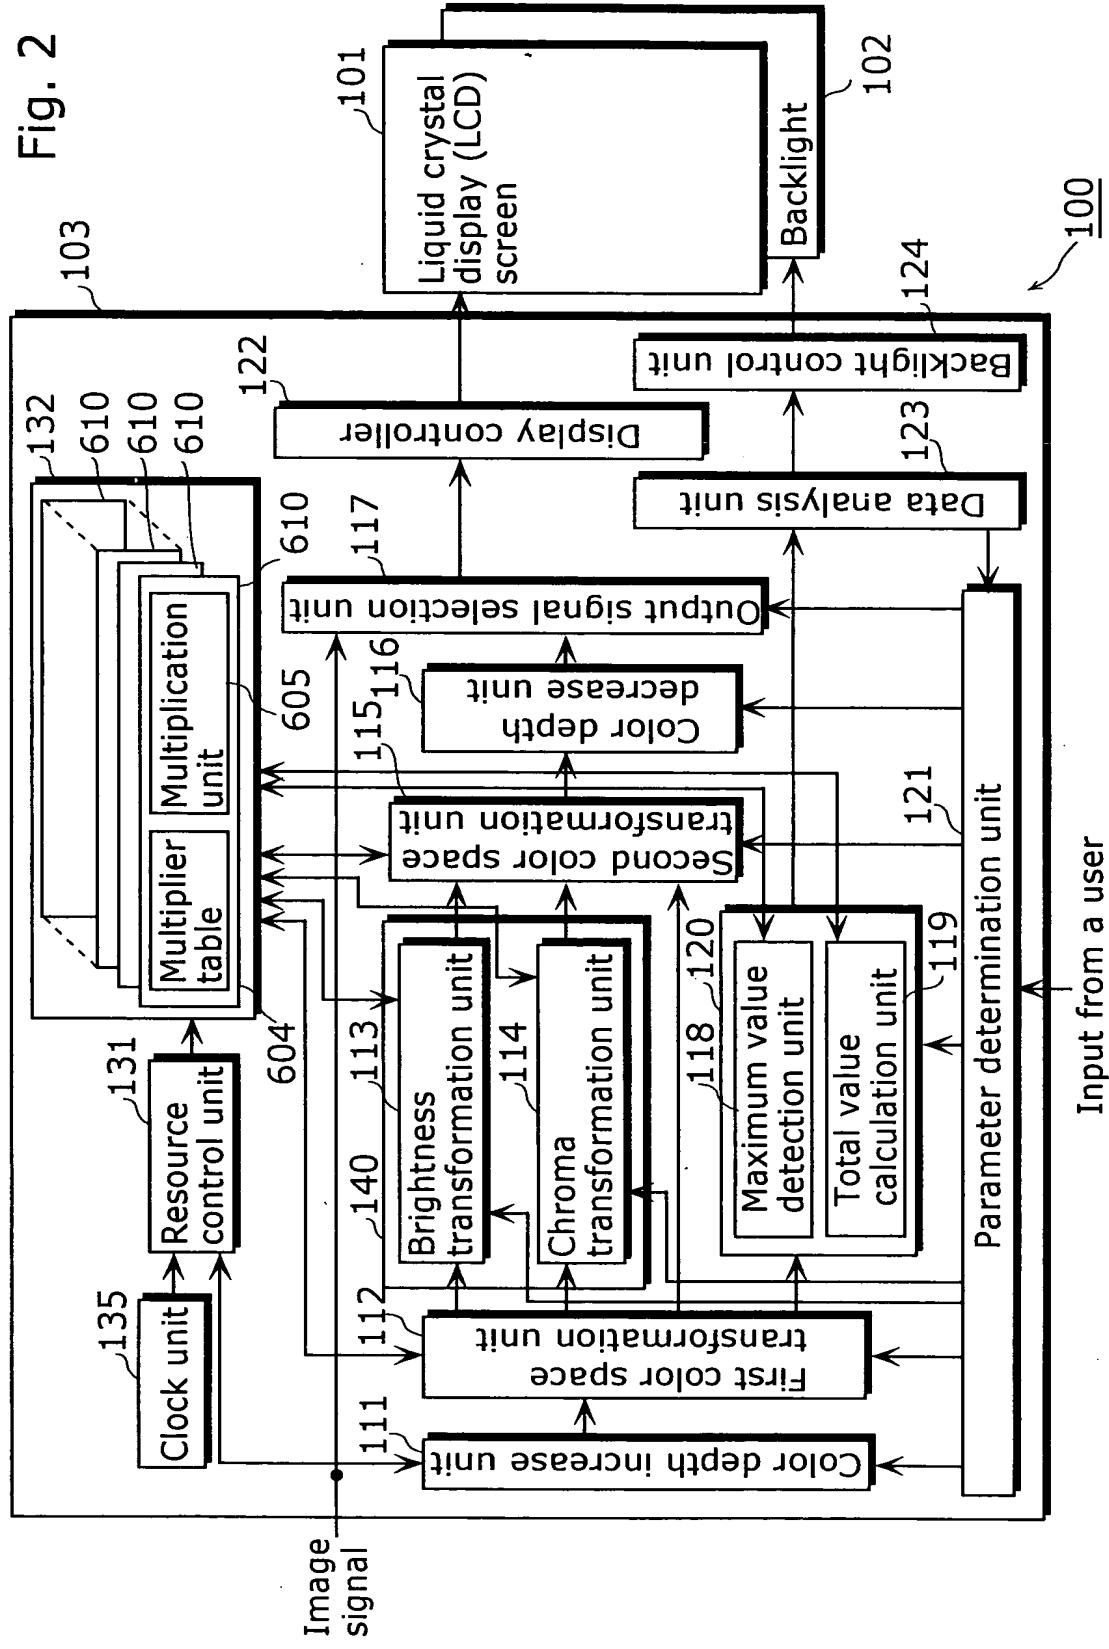 Fig. 2
103
132
610
610
610
610
Multiplier
table
Multiplication
unit
604
605
135
Clock unit
131
Resource
control unit
Image
signal
111
Color depth increase unit
112
First color space
transformation unit
140
113
Brightness
transformation unit
114
Chroma
transformation unit
115
Second color space
transformation unit
116
Color depth
decrease unit
117
Output signal selection unit
122
Display controller
101
Liquid crystal
display (LCD)
screen
120
118
Maximum value
detection unit
119
Total value
calculation unit
123
Data analysis unit
124
Backlight control unit
102
Backlight
121
Parameter determination unit
Input from a user
100